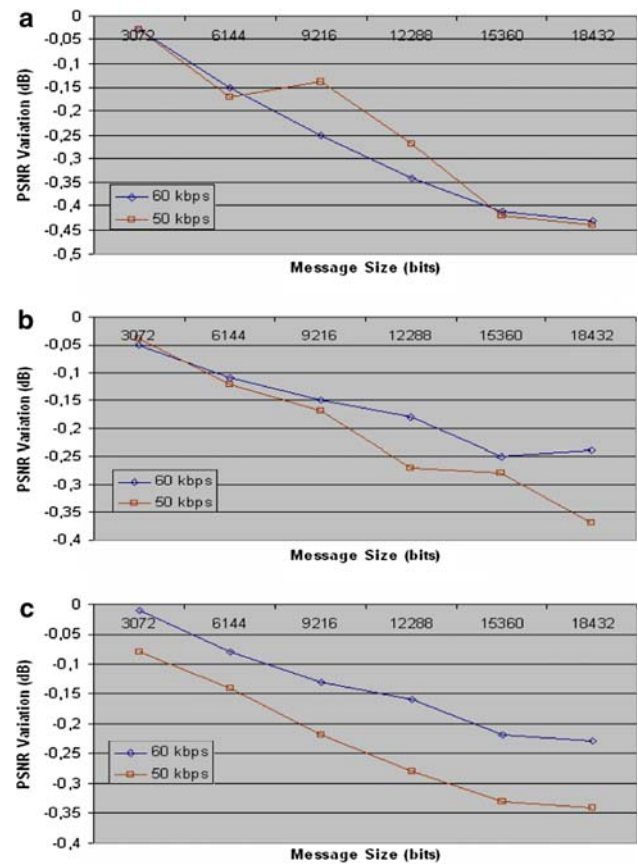 a
0
-0,05
-0,1
-0,15
-0,2
-0,25
-0,3
-0,35
-0,4
-0,45
-0,5
PSNR Variation (dB)
3072 6144 9216 12288 15360 18432
60 kbps
50 kbps
Message Size (bits)
b
0
-0,05
-0,1
-0,15
-0,2
-0,25
-0,3
-0,35
-0,4
PSNR Variation (dB)
3072 6144 9216 12288 15360 18432
60 kbps
50 kbps
Message Size (bits)
c
0
-0,05
-0,1
-0,15
-0,2
-0,25
-0,3
-0,35
-0,4
PSNR Variation (dB)
3072 6144 9216 12288 15360 18432
60 kbps
50 kbps
Message Size (bits)